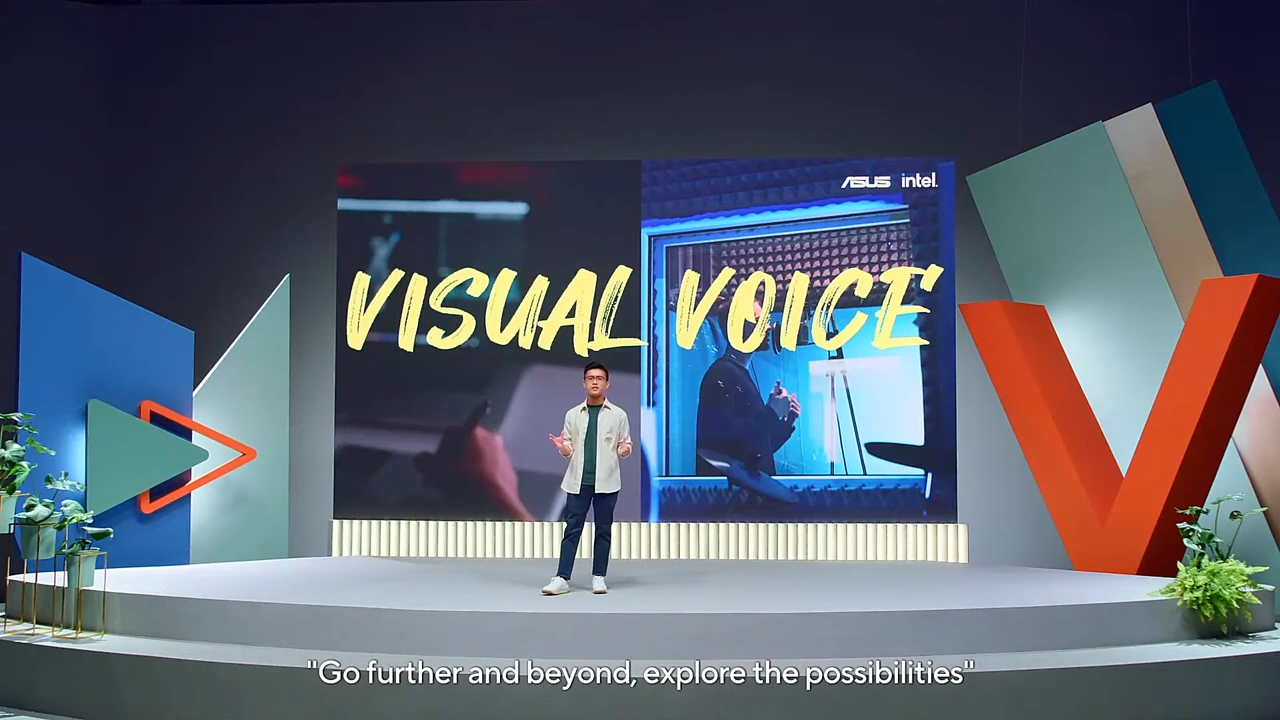 ASUS intel.
VISUAL VOICE
V
"Go further and beyond, explore the possibilities"